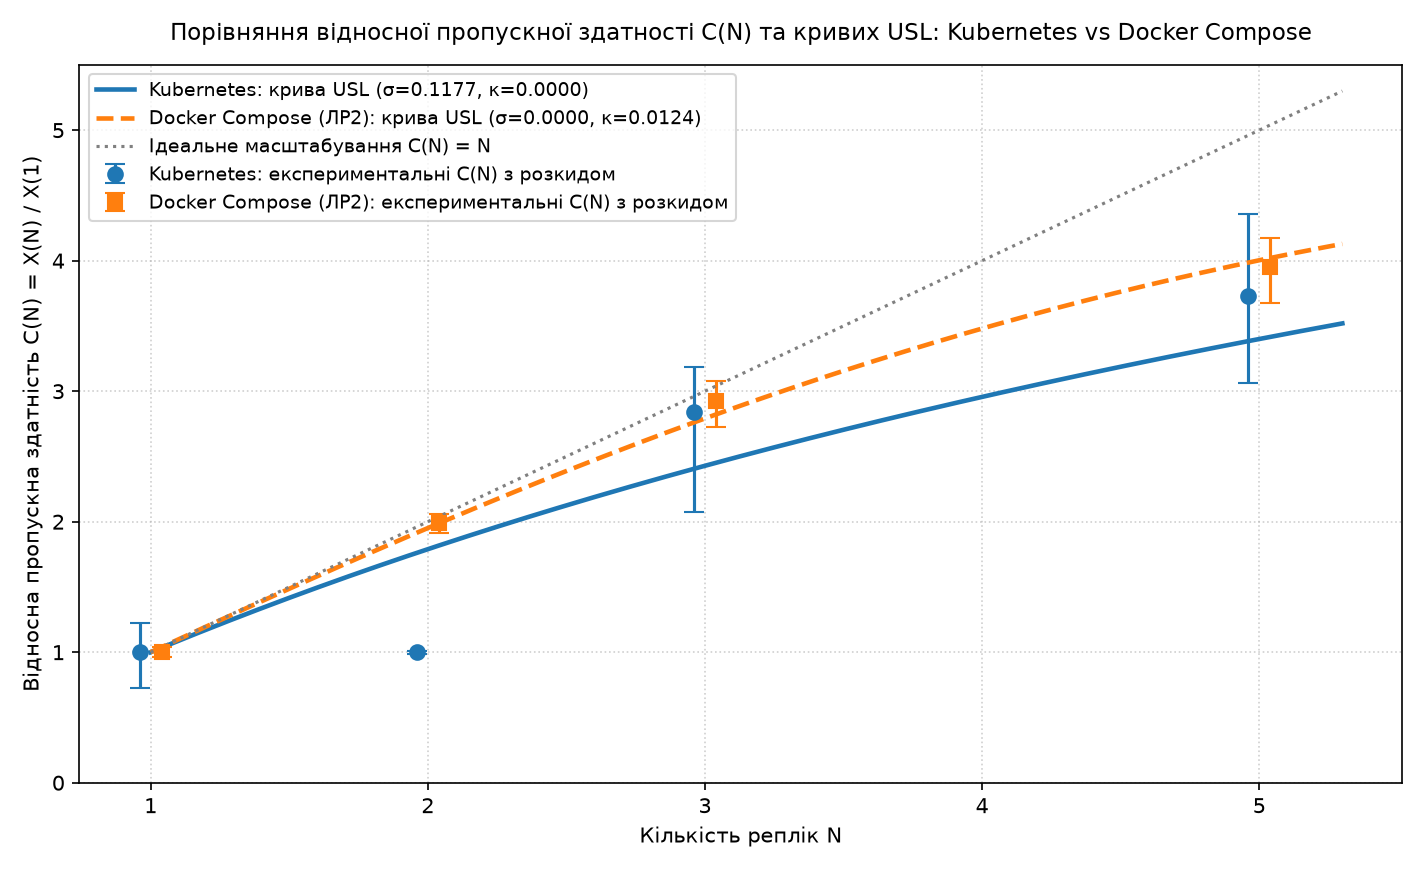 Порівняння відносної пропускної здатності C(N) та кривих USL: Kubernetes vs Docker Compose
Kubernetes: крива USL (σ=0.1177, κ=0.0000)
Docker Compose (ЛР2): крива USL (σ=0.0000, κ=0.0124)
Ідеальне масштабування C(N) = N
Kubernetes: експериментальні C(N) з розкидом
Docker Compose (ЛР2): експериментальні C(N) з розкидом
Відносна пропускна здатність C(N) = X(N) / X(1)
5
4
3
2
1
0
1 2 3 4 5
Кількість реплік N